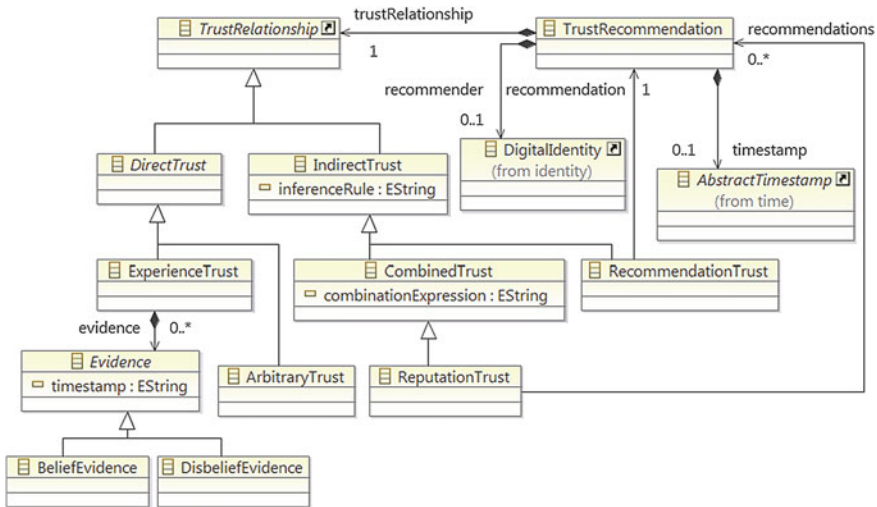 trustRelationship
TrustRelationship
TrustRecommendation
recommendations
1
0..*
recommender
recommendation
1
0..1
DigitalIdentity
(from identity)
0..1
timestamp
DirectTrust
IndirectTrust
inferenceRule : EString
AbstractTimestamp
(from time)
ExperienceTrust
CombinedTrust
combinationExpression : EString
RecommendationTrust
evidence
0..*
Evidence
timestamp : EString
ArbitraryTrust
ReputationTrust
BeliefEvidence
DisbeliefEvidence